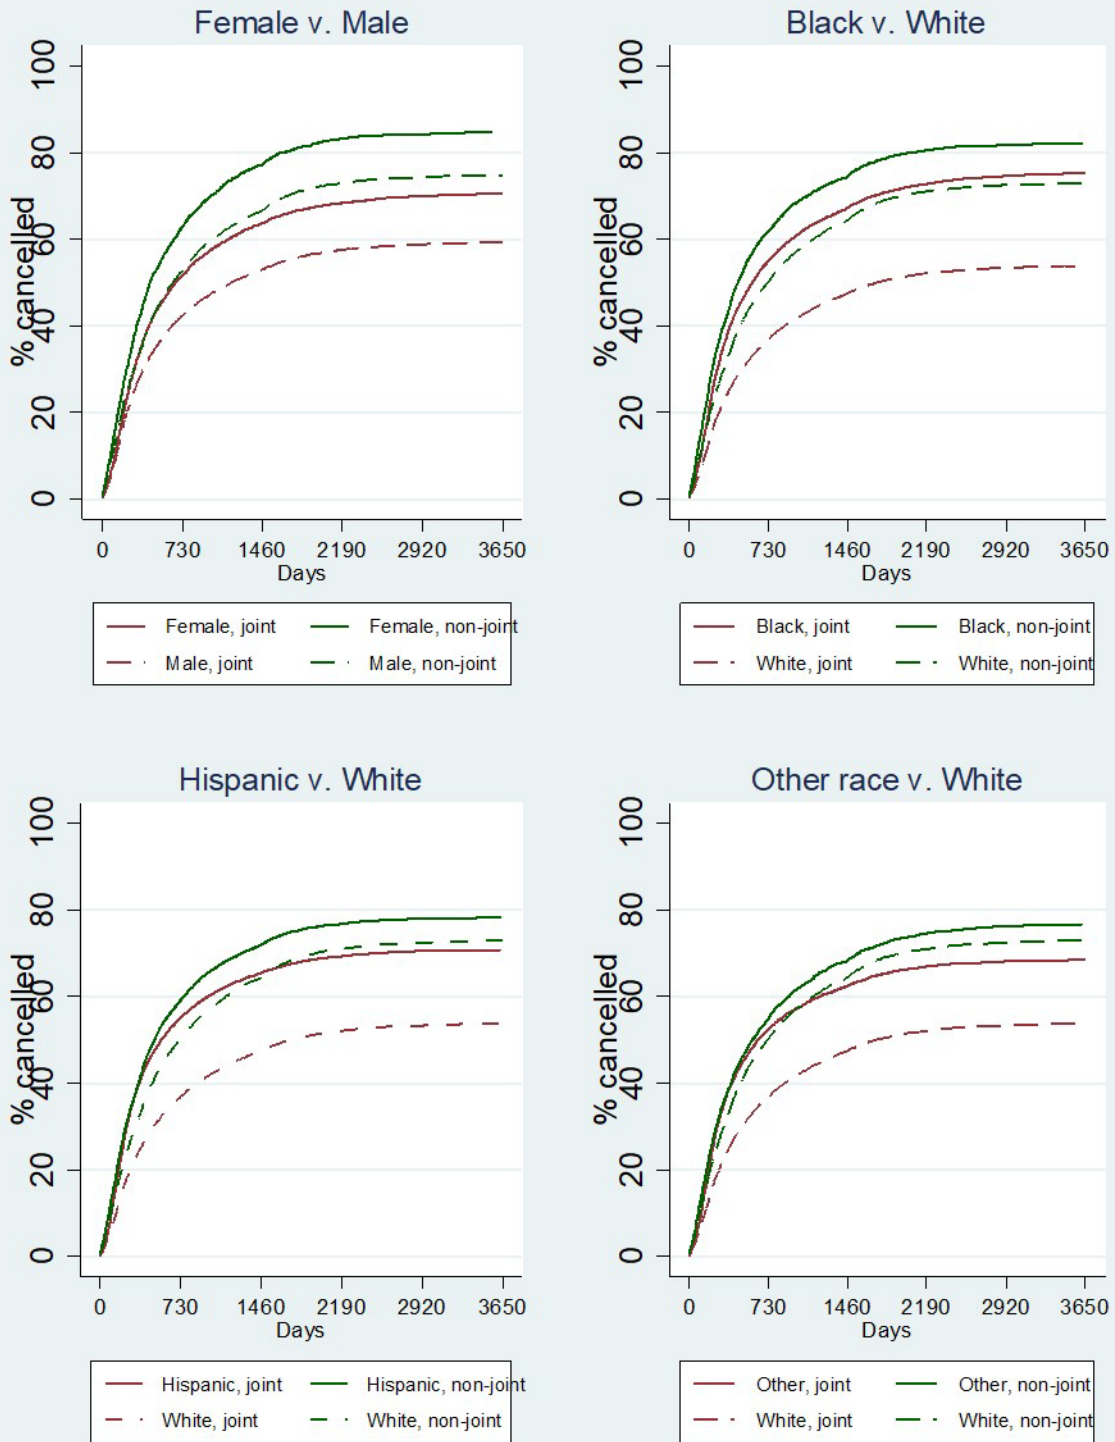 Female v. Male
% cancelled
0 20 40 60 80 100
0 730 1460 2190 2920 3650
Days
Female, joint Female, non-joint
Male, joint Male, non-joint
Black v. White
% cancelled
0 20 40 60 80 100
0 730 1460 2190 2920 3650
Days
Black, joint Black, non-joint
White, joint White, non-joint
Hispanic v. White
% cancelled
0 20 40 60 80 100
0 730 1460 2190 2920 3650
Days
Hispanic, joint Hispanic, non-joint
White, joint White, non-joint
Other race v. White
% cancelled
0 20 40 60 80 100
0 730 1460 2190 2920 3650
Days
Other, joint Other, non-joint
White, joint White, non-joint